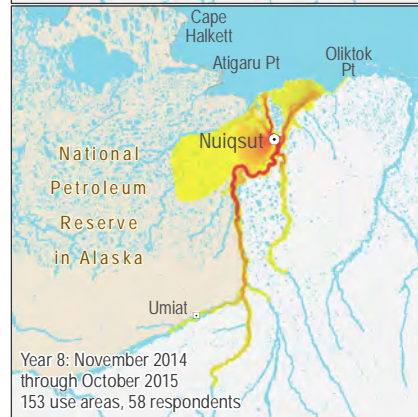 Cape
Halkett
Oliktok
Pt
Atigaru Pt
Nuiqsut
National
Petroleum
Reserve
in Alaska
Umiat
Year 8: November 2014
through October 2015
153 use areas, 58 respondents